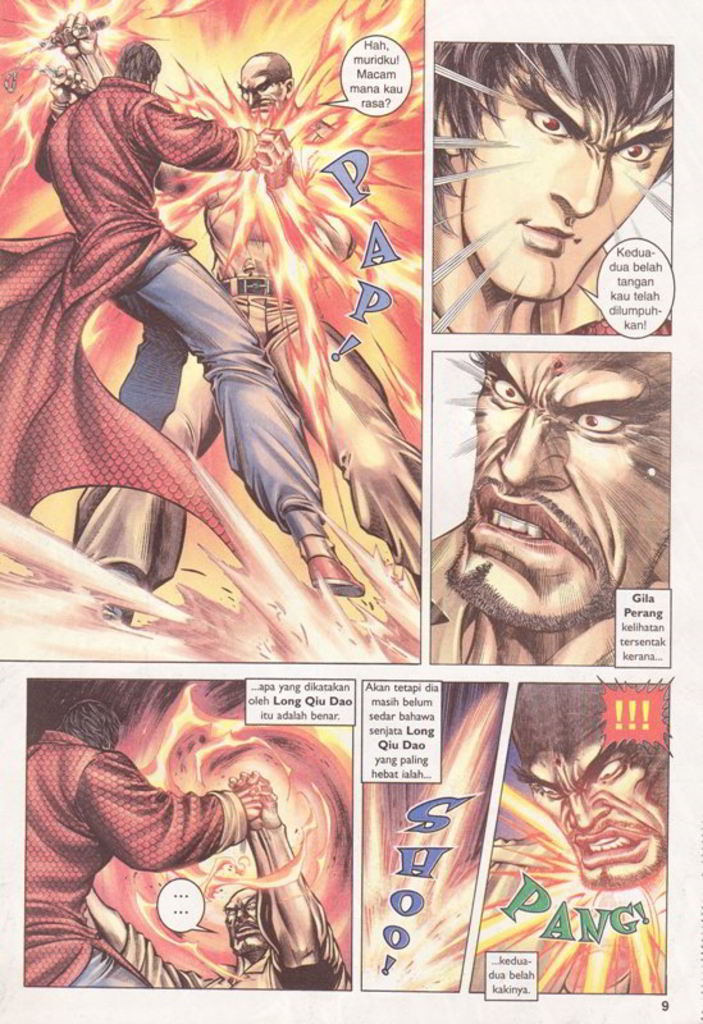 Hah,
muridku!
Macam
mana kau
rasa?
PAP!
Kedua-
dua belah
tangan
kau telah
dilumpuh-
kan!
Gila
Perang
kelihatan
tersentak
kerana...
...apa yang dikatakan
oleh Long Qiu Dao
itu adalah benar.
... ...
Akan tetapi dia
masih belum
sedar bahawa
senjata Long
Qiu Dao
yang paling
hebat ialah...
SHOO!
!!!
PANG!
...kedua-
dua belah
kakinya.
9